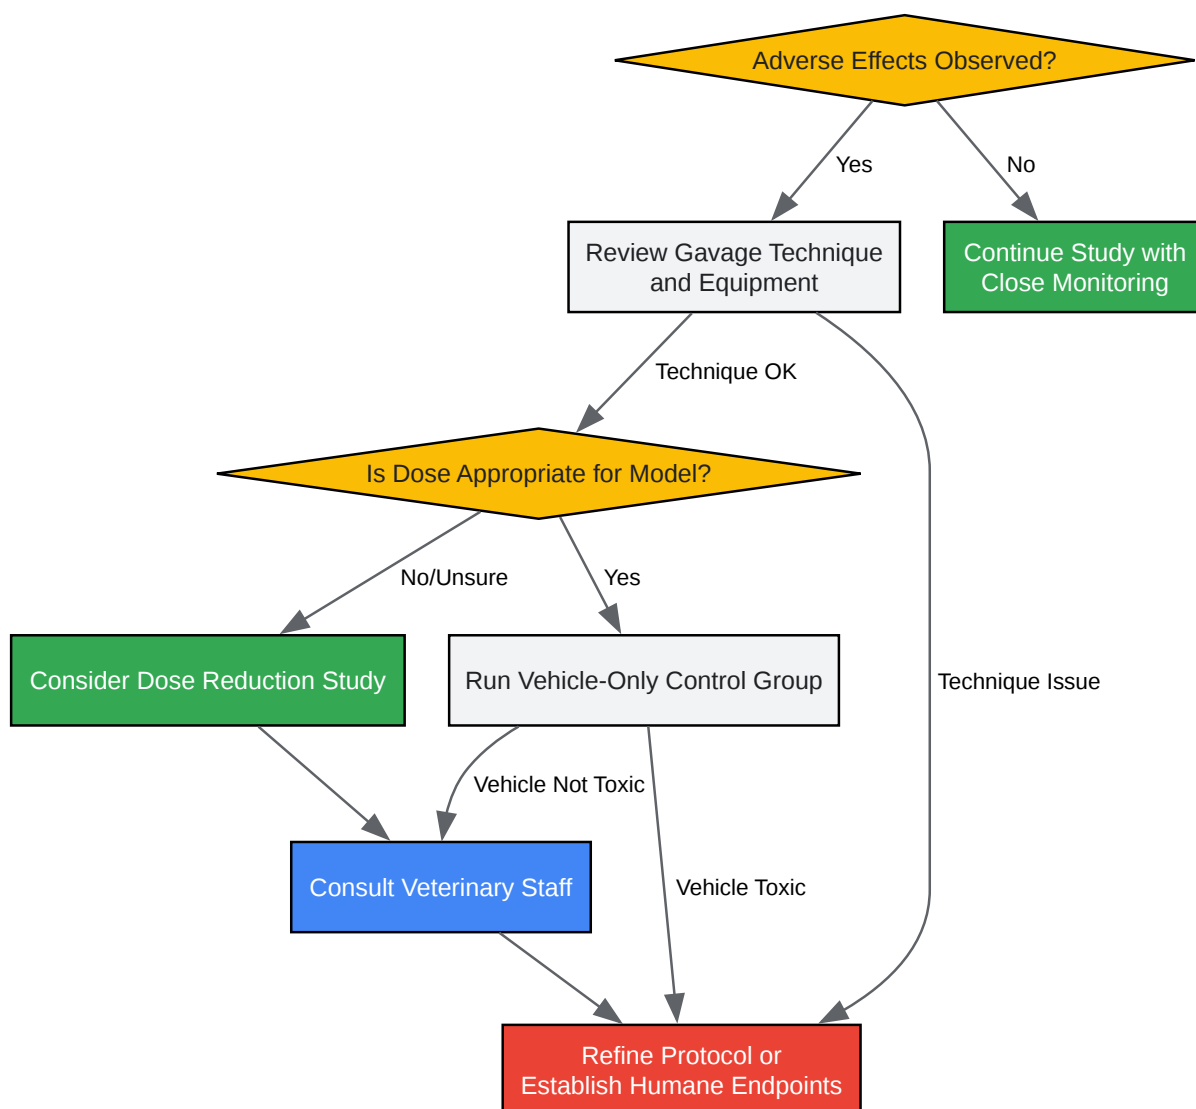 Adverse Effects Observed?
Yes
No
Review Gavage Technique
and Equipment
Continue Study with
Close Monitoring
Technique OK
Is Dose Appropriate for Model?
No/Unsure
Yes
Consider Dose Reduction Study
Run Vehicle-Only Control Group
Technique Issue
Vehicle Not Toxic
Consult Veterinary Staff
Vehicle Toxic
Refine Protocol or
Establish Humane Endpoints